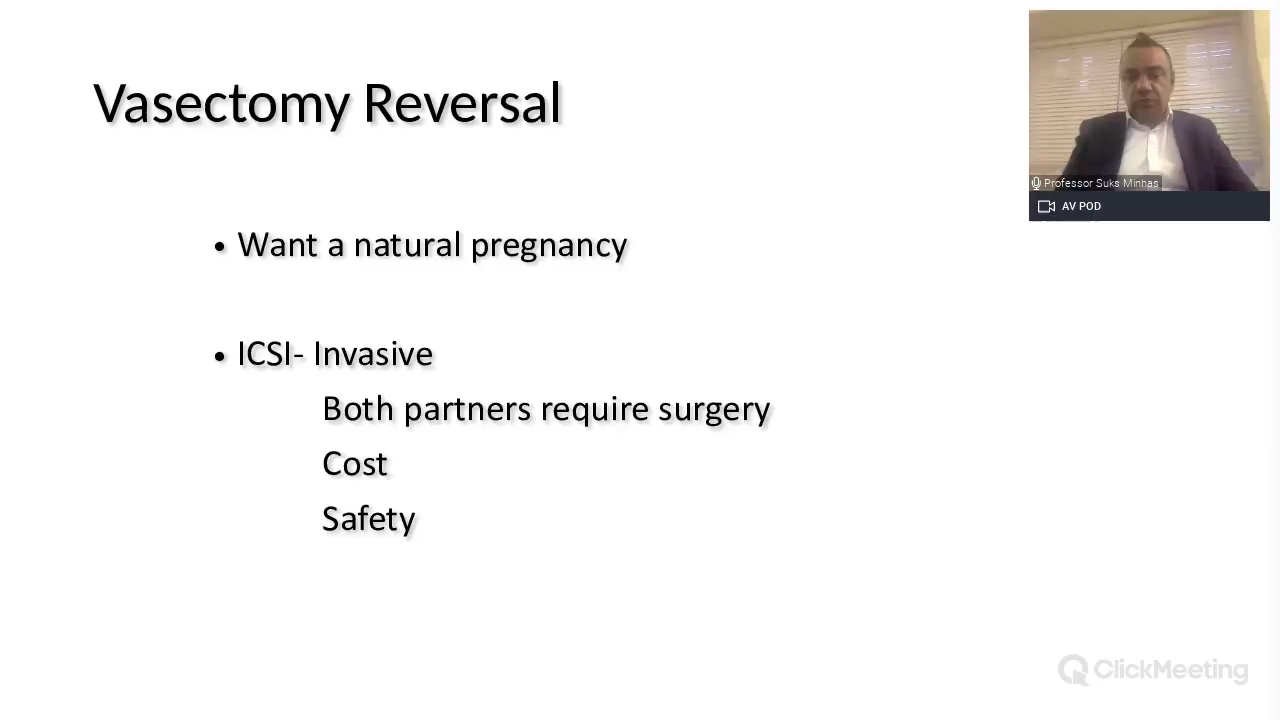 Vasectomy Reversal
• Want a natural pregnancy
• ICSI- Invasive
Both partners require surgery
Cost
Safety
Professor Suks Minhas
AV POD
ClickMeeting